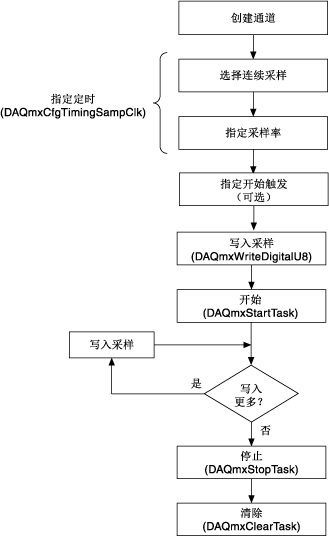 创建通道
选择连续采样
指定定时
(DAQmxCfgTimingSampClk)
指定采样率
指定开始触发
（可选）
写入采样
(DAQmxWriteDigitalU8)
开始
(DAQmxStartTask)
写入采样
是
写入
更多？
否
停止
(DAQmxStopTask)
清除
(DAQmxClearTask)